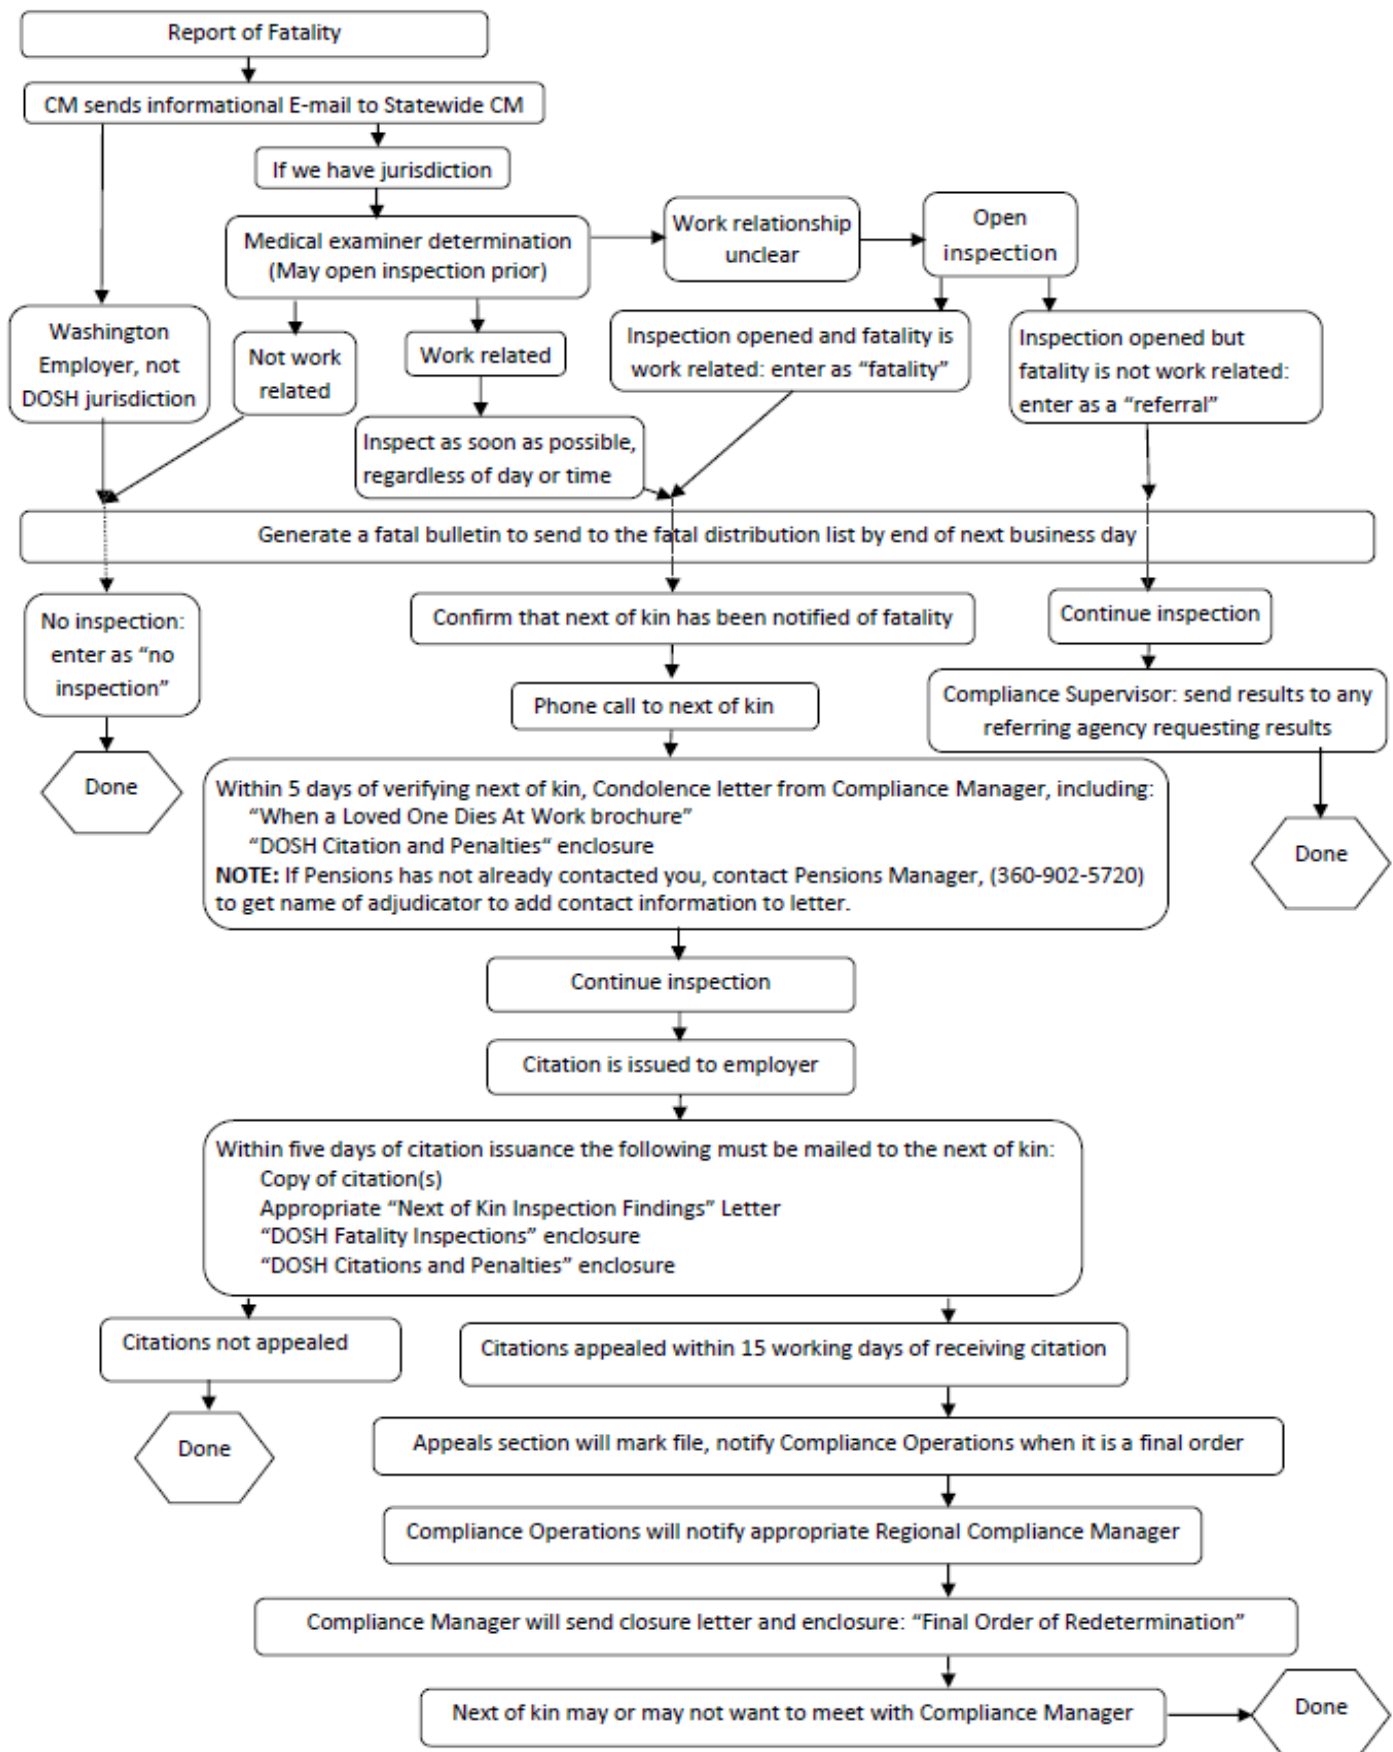 Report of Fatality
CM sends informational E-mail to Statewide CM
If we have jurisdiction
Medical examiner determination
(May open inspection prior)
Work relationship
unclear
Open
inspection
Washington
Employer, not
DOSH jurisdiction
Not work
related
Work related
Inspection opened and fatality is
work related: enter as “fatality”
Inspection opened but
fatality is not work related:
enter as a “referral”
Inspect as soon as possible,
regardless of day or time
Generate a fatal bulletin to send to the fatal distribution list by end of next business day
No inspection:
enter as “no
inspection”
Done
Confirm that next of kin has been notified of fatality
Phone call to next of kin
Continue inspection
Compliance Supervisor: send results to any
referring agency requesting results
Done
Within 5 days of verifying next of kin, Condolence letter from Compliance Manager, including:
“When a Loved One Dies At Work brochure”
“DOSH Citation and Penalties“ enclosure
NOTE: If Pensions has not already contacted you, contact Pensions Manager, (360-902-5720)
to get name of adjudicator to add contact information to letter.
Continue inspection
Citation is issued to employer
Within five days of citation issuance the following must be mailed to the next of kin:
Copy of citation(s)
Appropriate “Next of Kin Inspection Findings” Letter
“DOSH Fatality Inspections” enclosure
“DOSH Citations and Penalties” enclosure
Citations not appealed
Done
Citations appealed within 15 working days of receiving citation
Appeals section will mark file, notify Compliance Operations when it is a final order
Compliance Operations will notify appropriate Regional Compliance Manager
Compliance Manager will send closure letter and enclosure: “Final Order of Redetermination”
Next of kin may or may not want to meet with Compliance Manager
Done